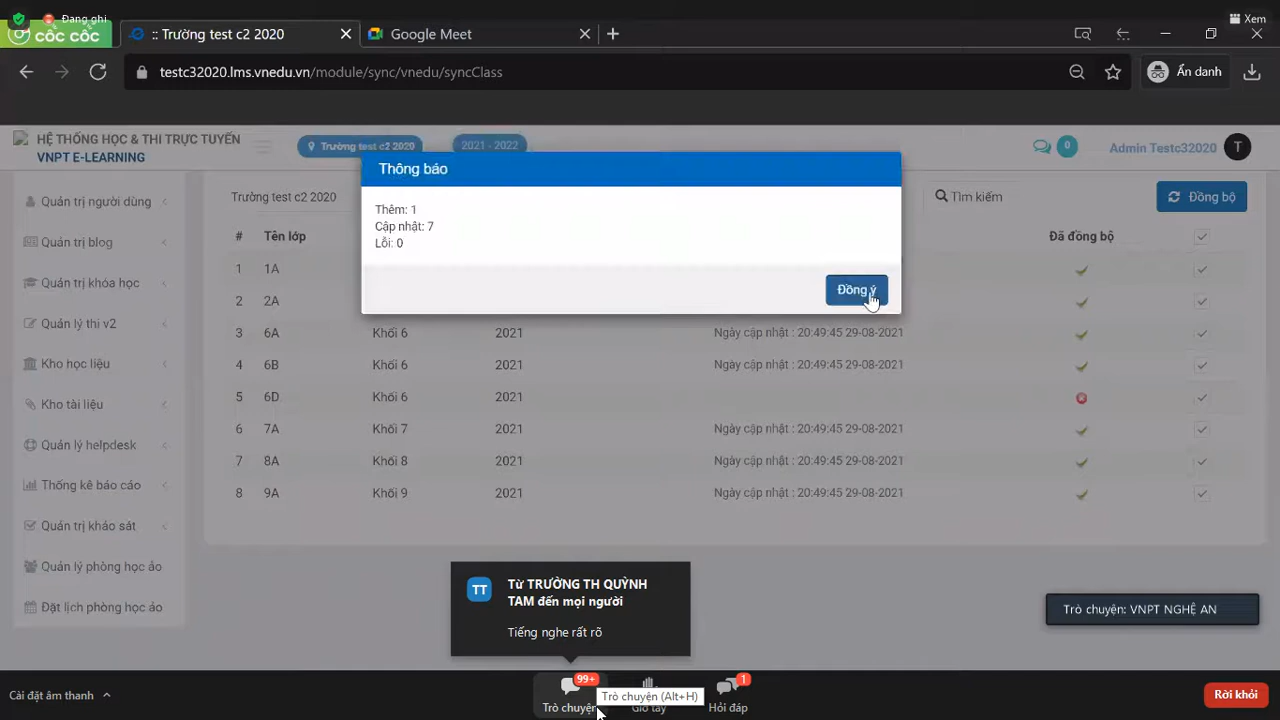 Đang ghi
Xem
CỐC CỐC
:: Trường test c2 2020
Google Meet
testc32020.lms.vnedu.vn/module/sync/vnedu/syncClass
Ẩn danh
HỆ THỐNG HỌC & THI TRỰC TUYẾN
VNPT E-LEARNING
Trường test c2 2020
2021 - 2022
0
Admin Testc32020
T
Thông báo
Thêm: 1
Cập nhật: 7
Lỗi: 0
Đồng ý
Quản trị người dùng
Quản trị blog
Quản trị khóa học
Quản lý thi v2
Kho học liệu
Kho tài liệu
Quản lý helpdesk
Thống kê báo cáo
Quản trị khảo sát
Quản lý phòng học ảo
Đặt lịch phòng học ảo
Trường test c2 2020
Tìm kiếm
Đồng bộ
# Tên lớp Đã đồng bộ
1 1A
2 2A
3 6A Khối 6 2021 Ngày cập nhật : 20:49:45 29-08-2021
4 6B Khối 6 2021 Ngày cập nhật : 20:49:45 29-08-2021
5 6D Khối 6 2021
6 7A Khối 7 2021 Ngày cập nhật : 20:49:45 29-08-2021
7 8A Khối 8 2021 Ngày cập nhật : 20:49:45 29-08-2021
8 9A Khối 9 2021 Ngày cập nhật : 20:49:45 29-08-2021
TT
Từ TRƯỜNG TH QUỲNH
TAM đến mọi người
Tiếng nghe rất rõ
Trò chuyện: VNPT NGHỆ AN
Cài đặt âm thanh
99+
Trò chuyện
Trò chuyện (Alt+H)
Giơ tay
1
Hỏi đáp
Rời khỏi